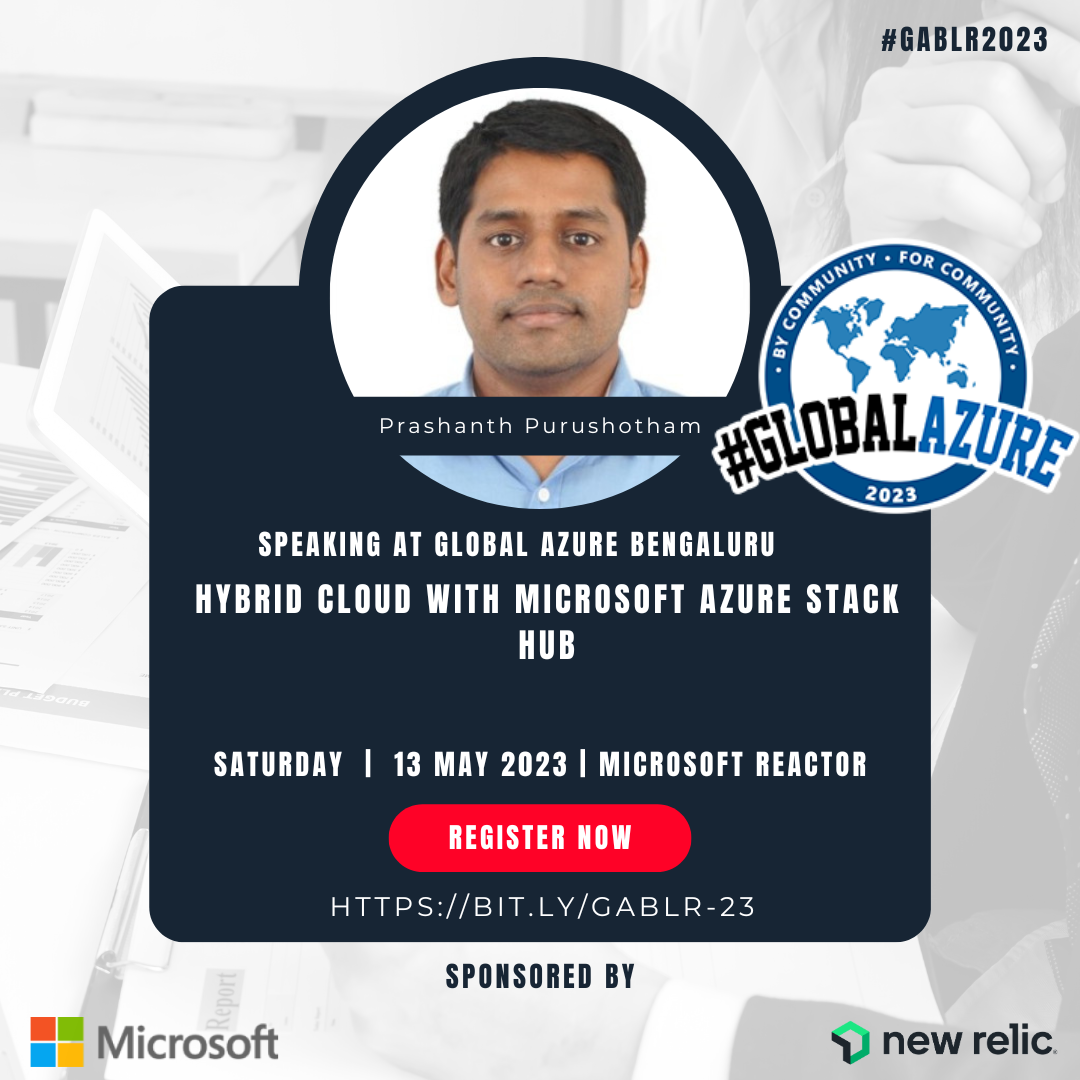 #GABLR2023
BY COMMUNITY • FOR COMMUNITY
#GLOBALAZURE
2023
Prashanth Purushotham
SPEAKING AT GLOBAL AZURE BENGALURU
HYBRID CLOUD WITH MICROSOFT AZURE STACK
HUB
SATURDAY | 13 MAY 2023 | MICROSOFT REACTOR
REGISTER NOW
HTTPS://BIT.LY/GABLR-23
SPONSORED BY
Report
Microsoft
new relic